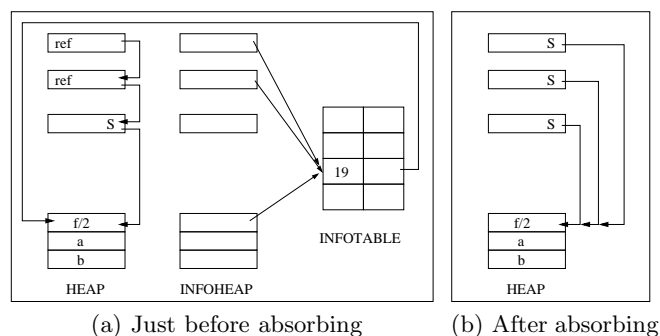 ref
ref
S
19
f/2
a
b
INFOTABLE
HEAP
INFOHEAP
(a) Just before absorbing
S
S
S
f/2
a
b
HEAP
(b) After absorbing